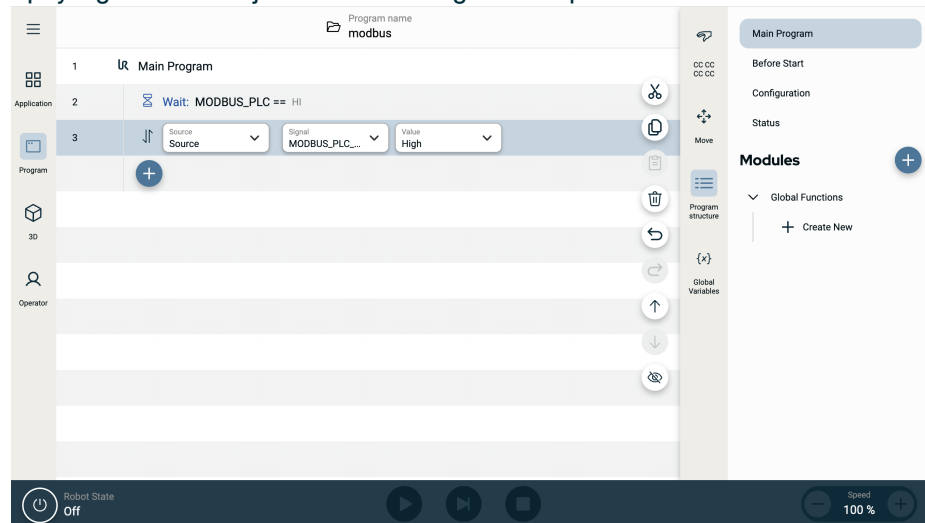 Program name
modbus
1 Main Program
2 Wait: MODBUS_PLC == HI
3 Source Source Signal MODBUS_PLC_... Value High
Application
Program
3D
Operator
CC CC
CC CC
Move
Program
structure
{x}
Global
Variables
Main Program
Before Start
Configuration
Status
Modules
Global Functions
Create New
Robot State
Off
Speed
100 %